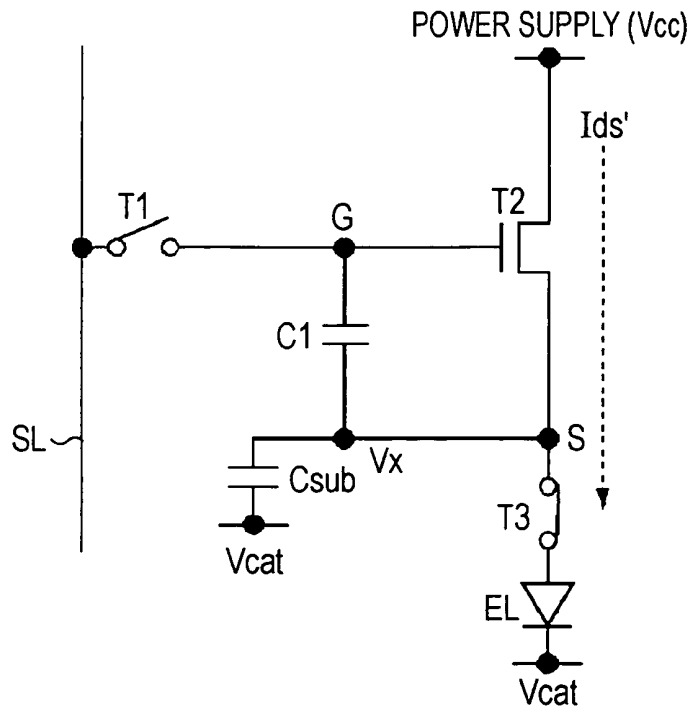 POWER SUPPLY (Vcc)
Ids'
T1
G
T2
C1
SL
Vx
S
Csub
T3
Vcat
EL
Vcat